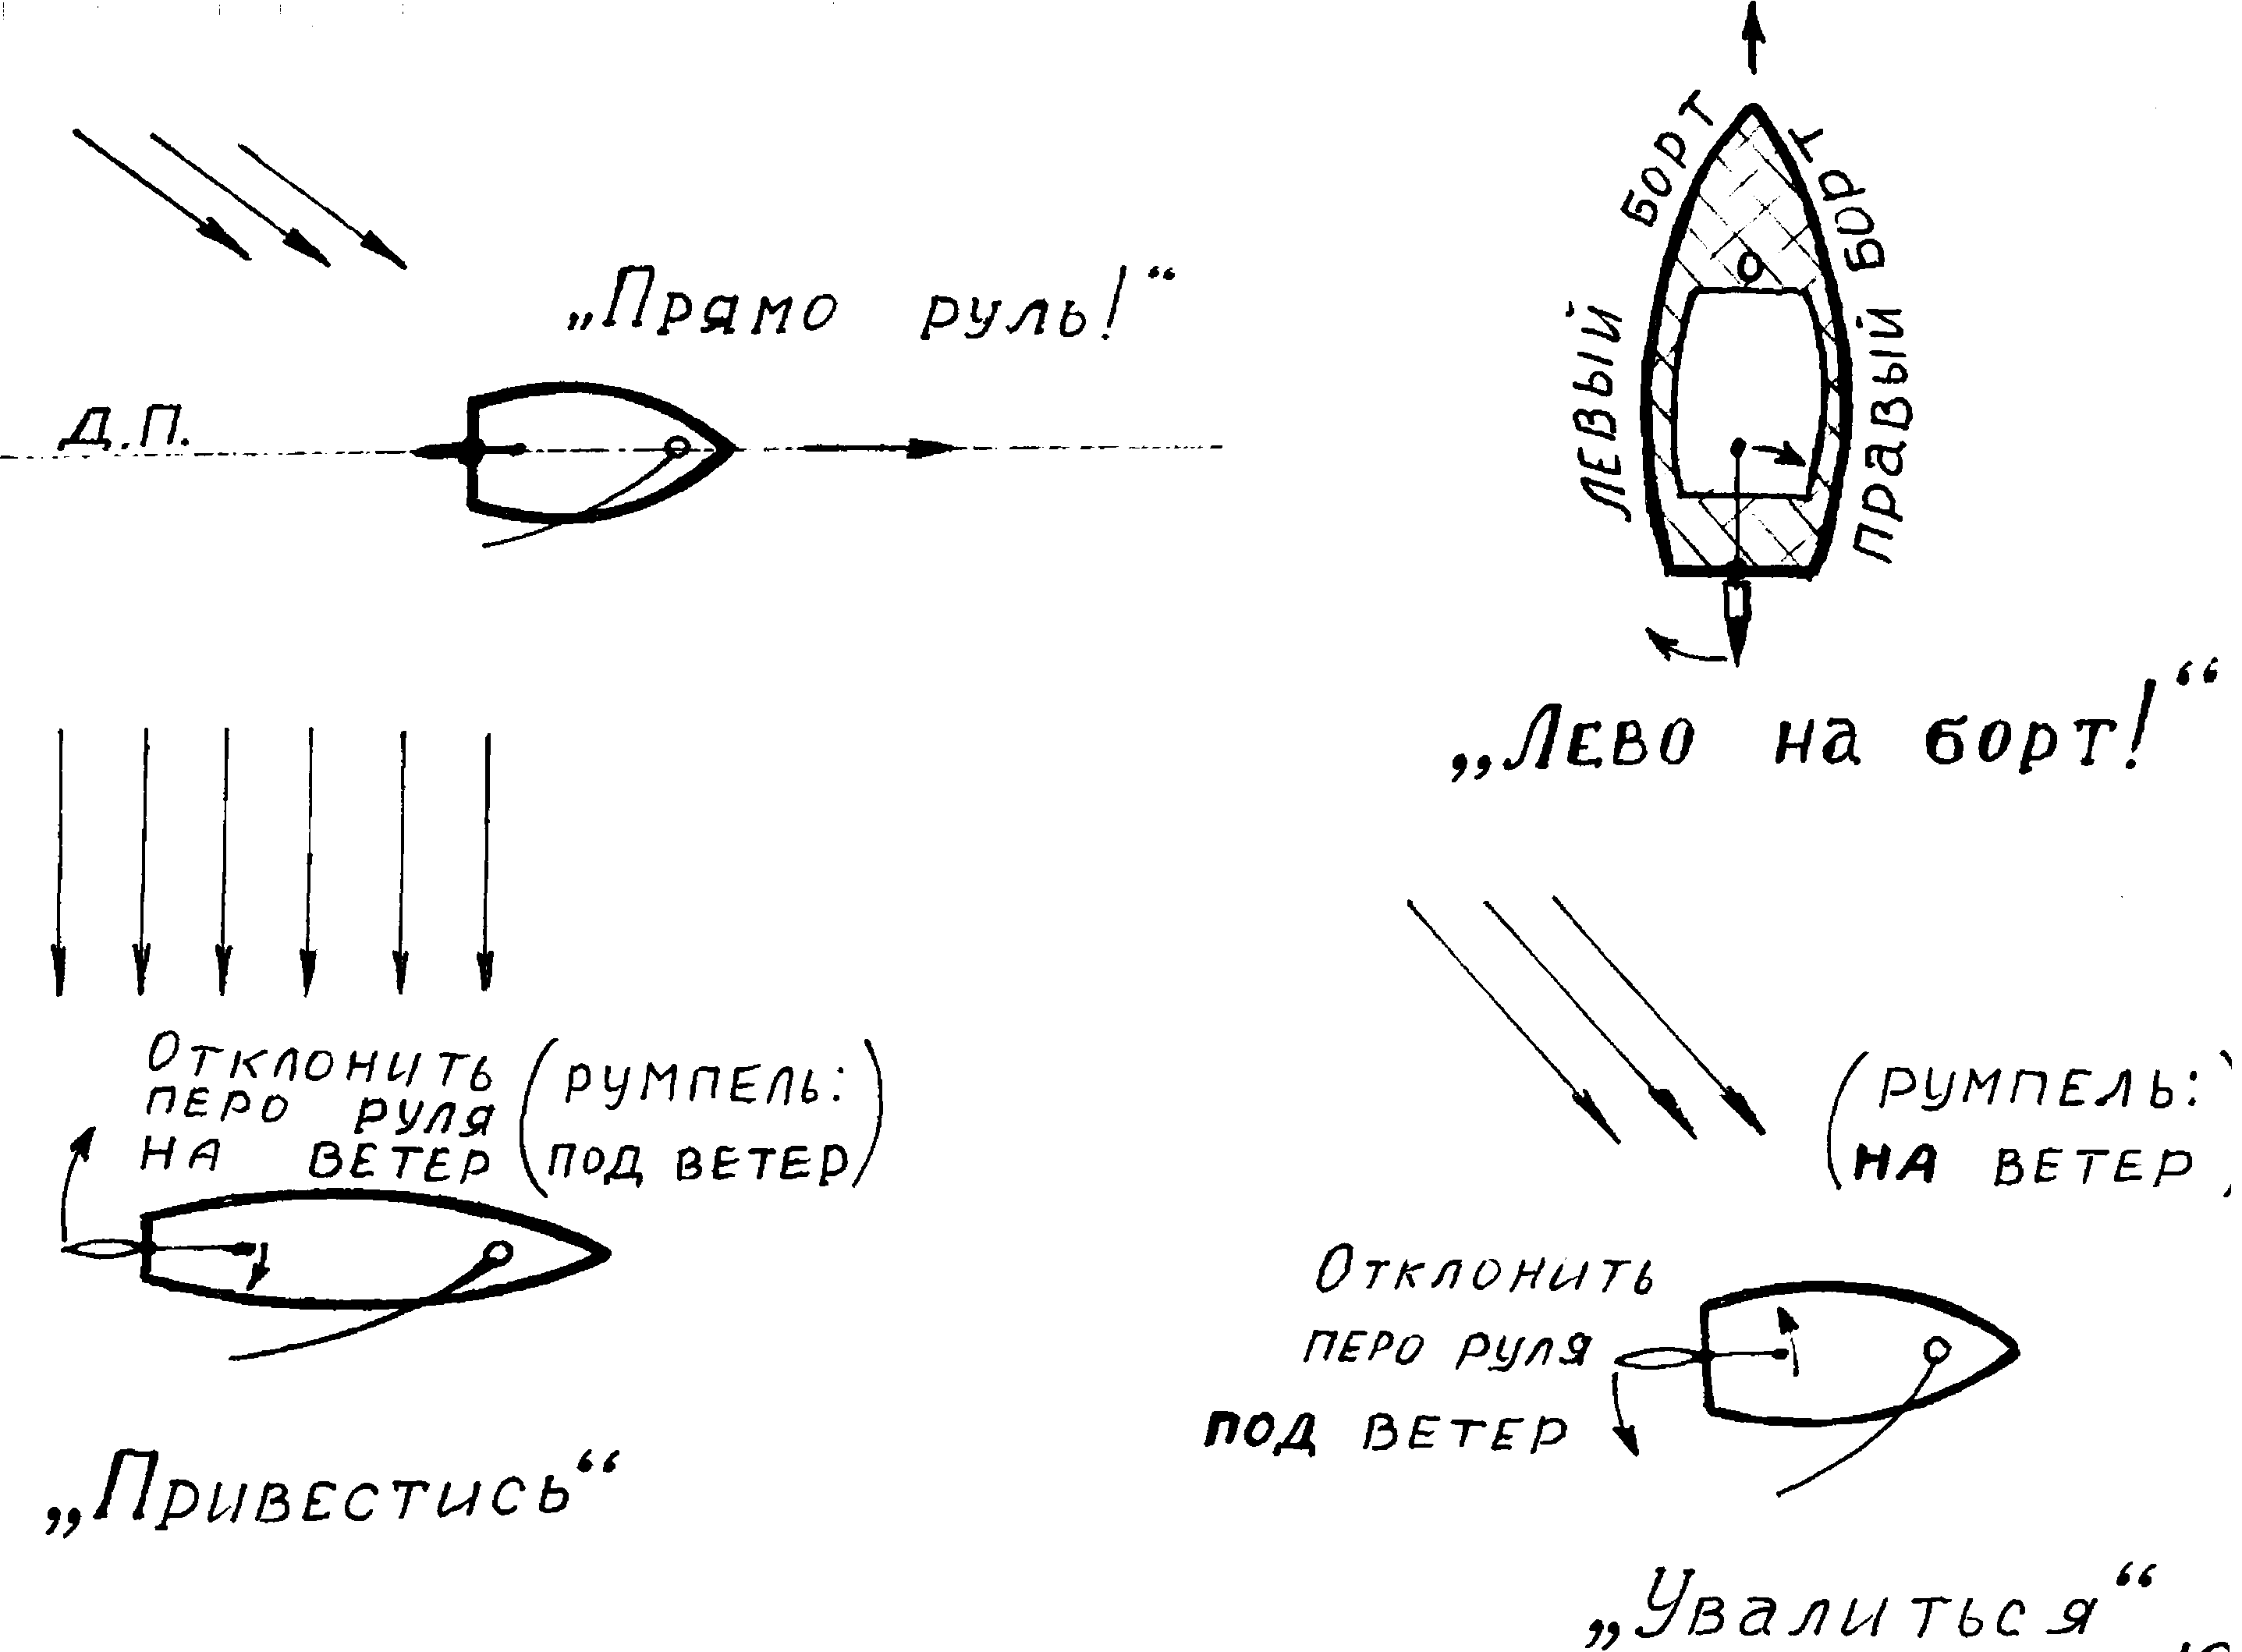 „Прямо руль!“
Д.П.
ЛЕВЫЙ БОРТ
ПРАВЫЙ БОРТ
„Лево на борт!“
Отклонить
перо руля
на ветер
(румпель:
под ветер)
„Привестись“
(румпель:)
на ветер
Отклонить
перо руля
под ветер
„Увалиться“